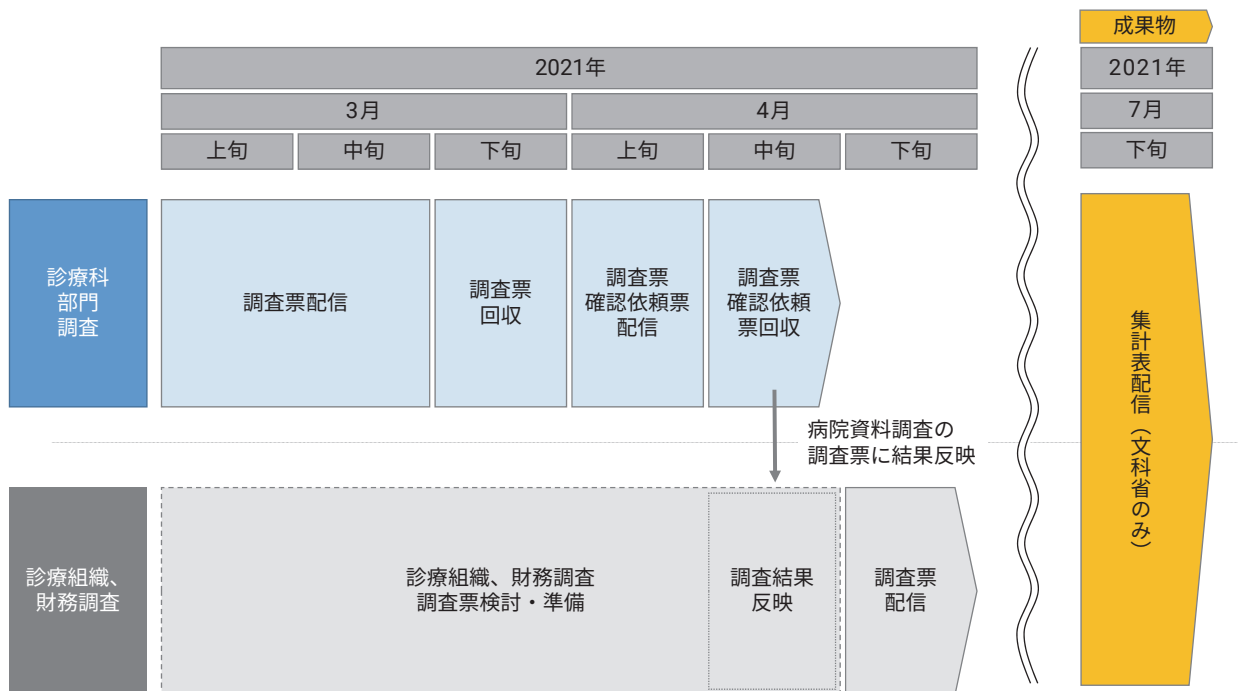 成果物
2021年
2021年
3月
4月
7月
上旬
中旬
下旬
上旬
中旬
下旬
下旬
診療科
部門
調査
調査票配信
調査票
回収
調査票
確認依頼票
配信
調査票
確認依頼
票回収
病院資料調査の
調査票に結果反映
集計表配信（文科省のみ）
診療組織、
財務調査
診療組織、財務調査
調査票検討・準備
調査結果
反映
調査票
配信